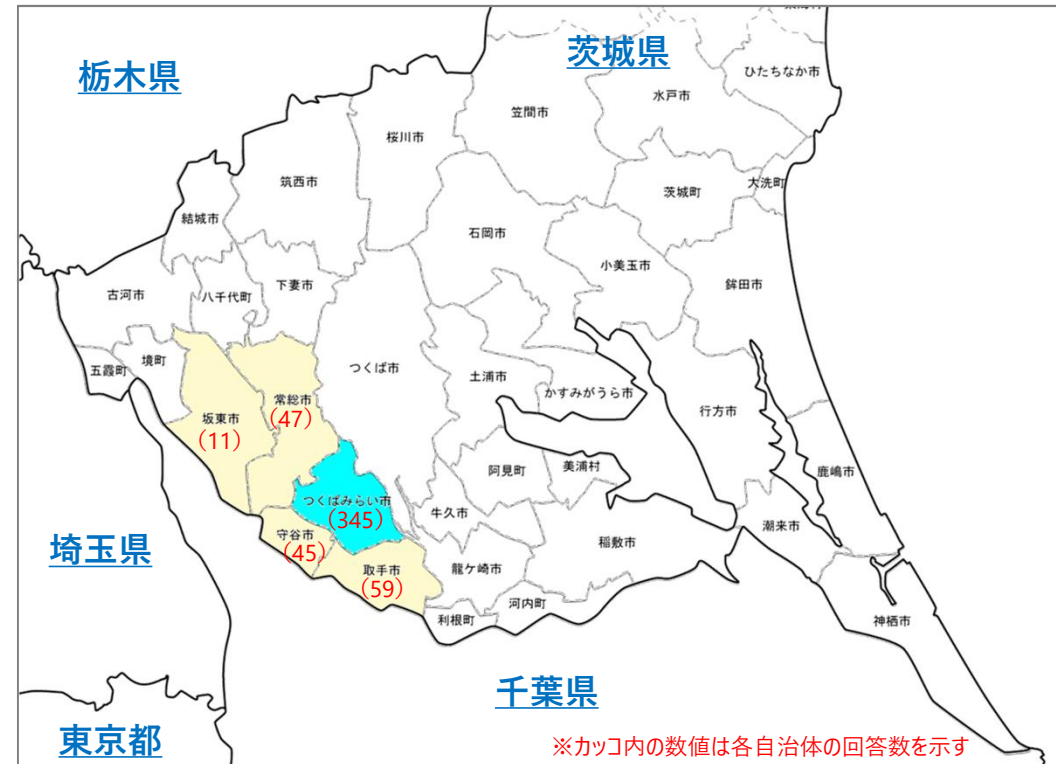 茨城県
栃木県
ひたちなか市
水戸市
笠間市
桜川市
筑西市
茨城町
大洗町
結城市
石岡市
小美玉市
鉾田市
古河市
八千代町
下妻市
境町
五霞町
つくば市
土浦市
かすみがうら市
行方市
常総市
(47)
坂東市
(11)
阿見町
美浦村
鹿嶋市
つくばみらい市
(345)
牛久市
潮来市
守谷市
(45)
稲敷市
埼玉県
取手市
(59)
龍ケ崎市
河内町
利根町
神栖市
千葉県
東京都
※カッコ内の数値は各自治体の回答数を示す